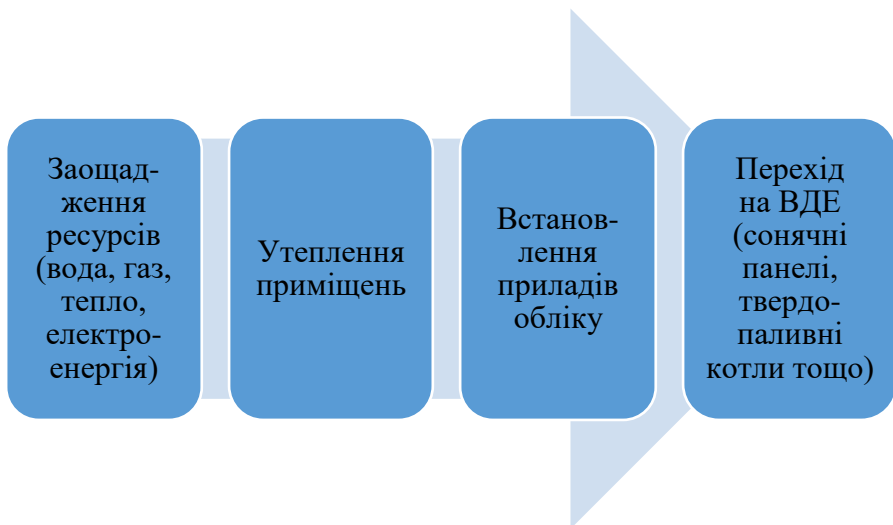 Заощад-
ження
ресурсів
(вода, газ,
тепло,
електро-
енергія)
Утеплення
приміщень
Встанов-
лення
приладів
обліку
Перехід
на ВДЕ
(сонячні
панелі,
твердо-
паливні
котли тощо)